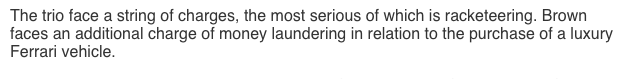 The trio face a string of charges, the most serious of which is racketeering. Brown
faces an additional charge of money laundering in relation to the purchase of a luxury
Ferrari vehicle.